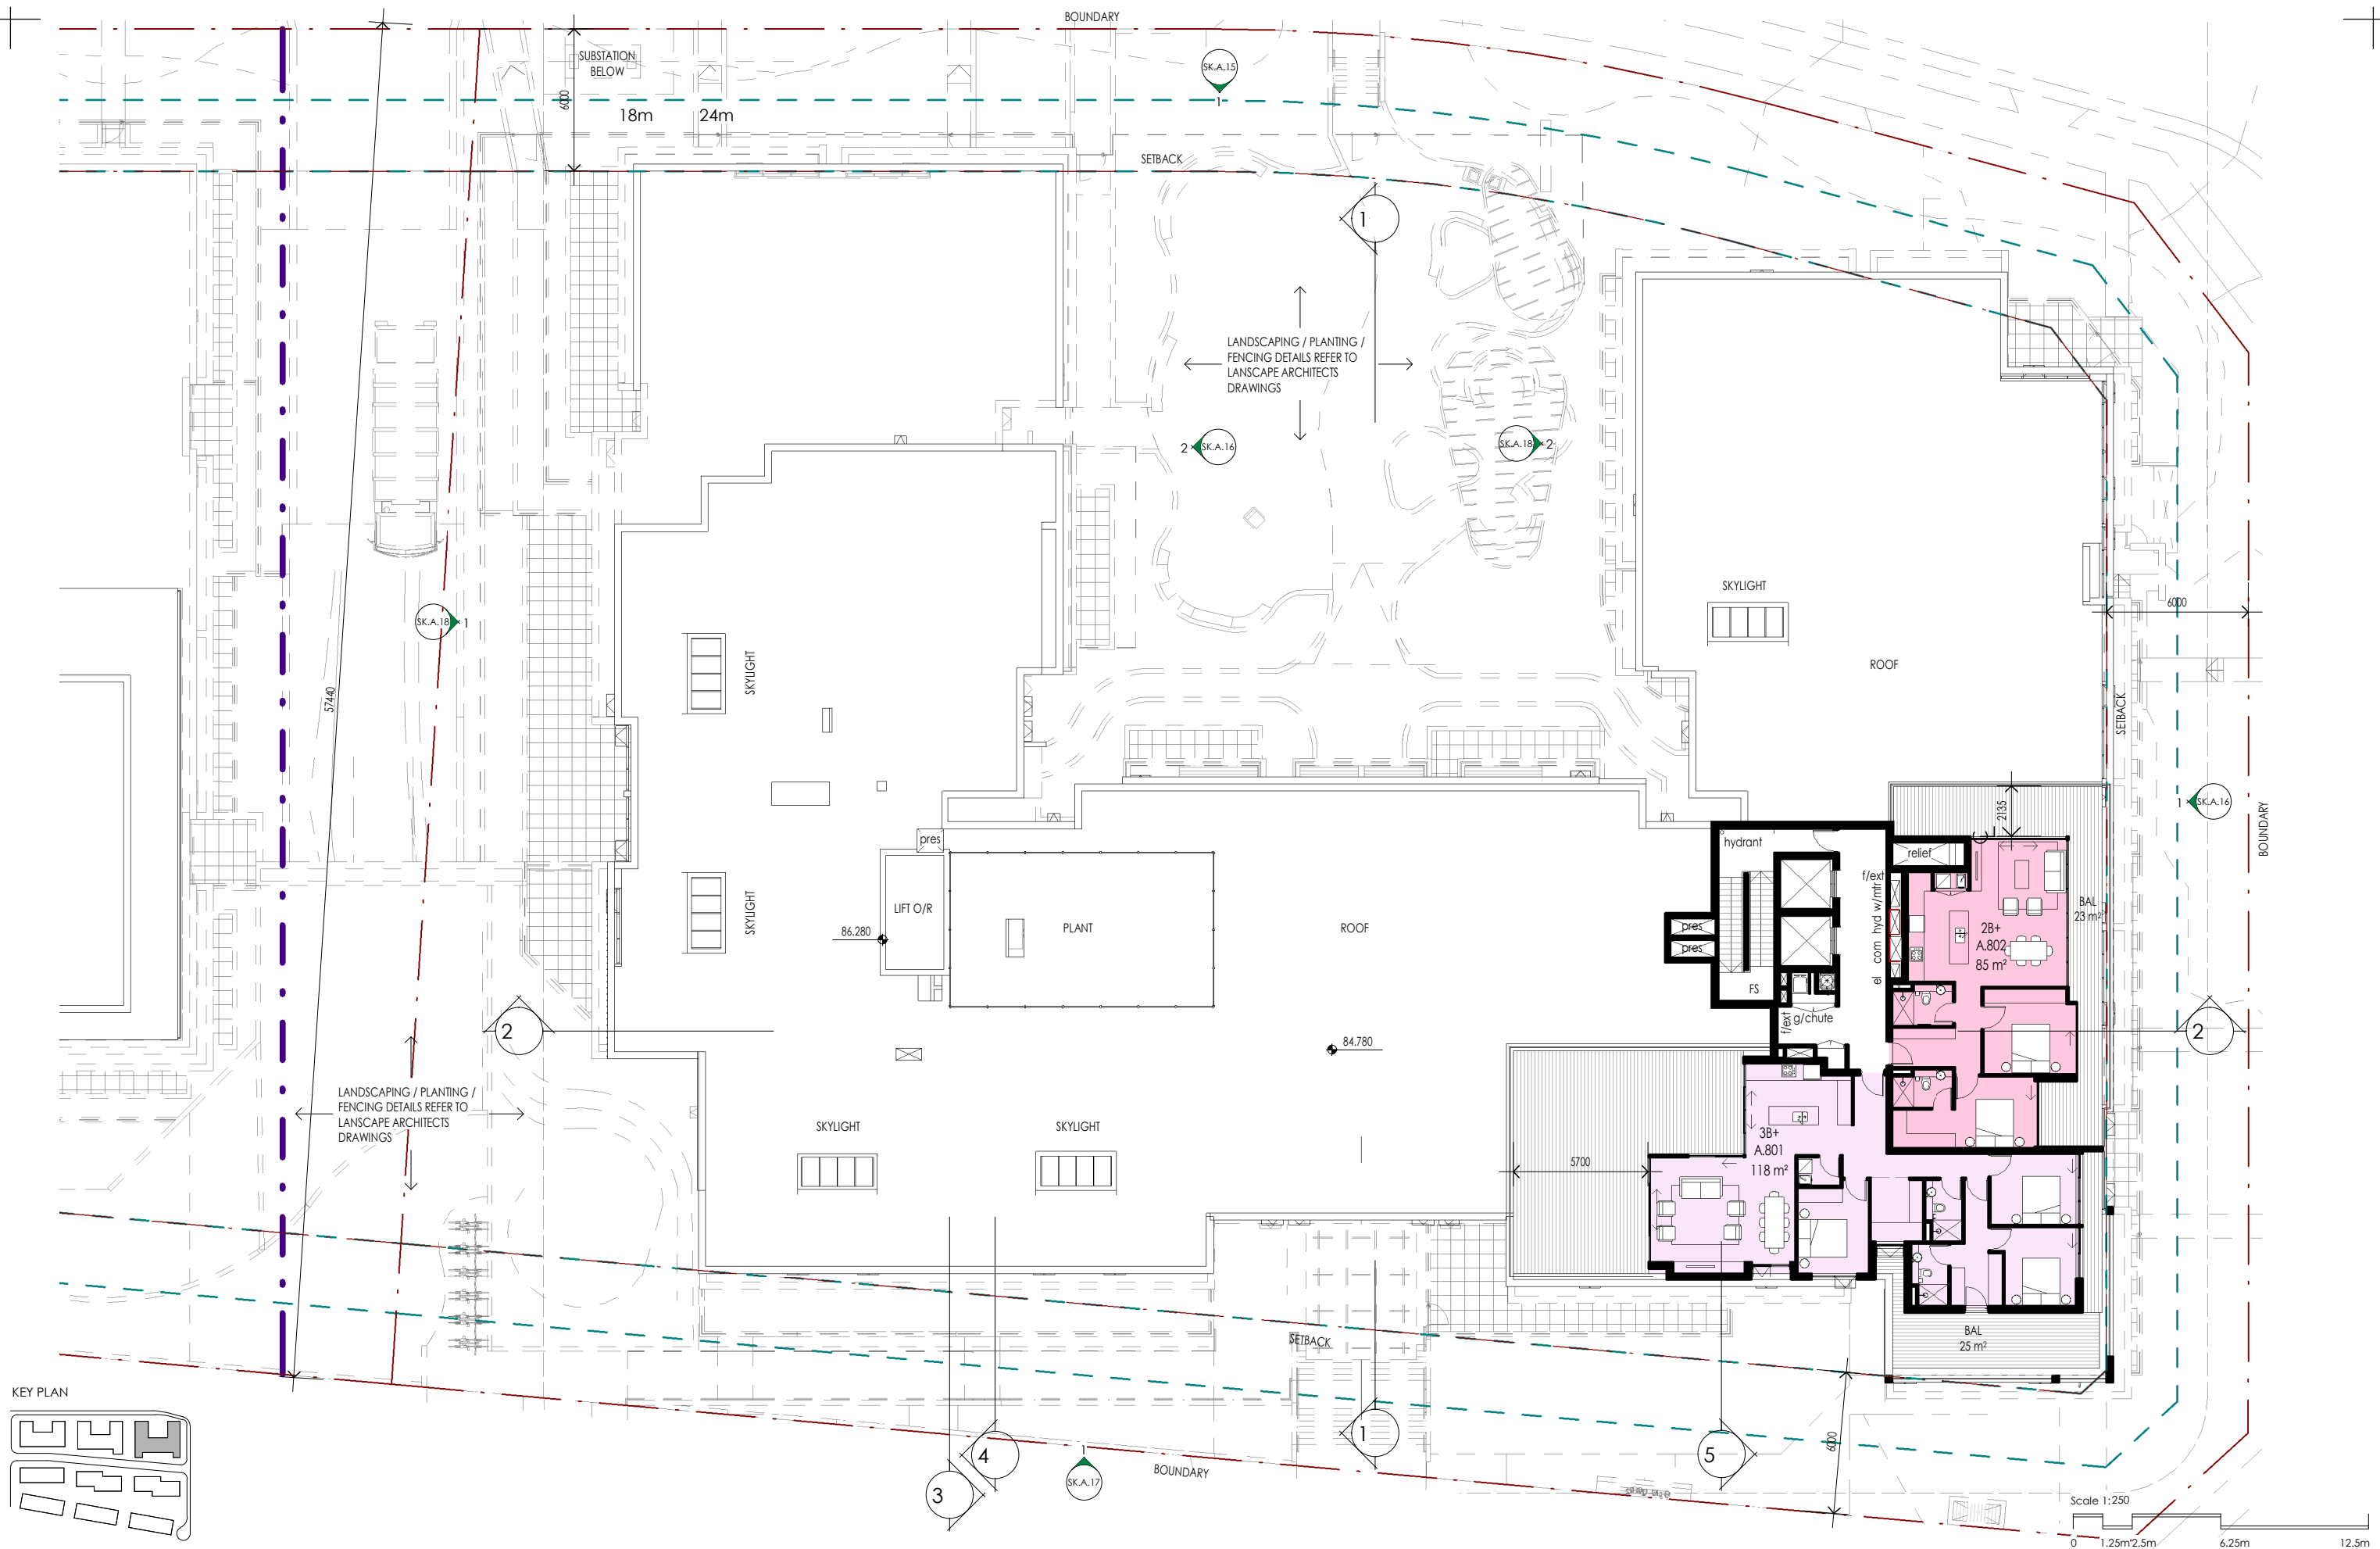 BOUNDARY
SUBSTATION
BELOW
6000
18m
24m
SK.A.15
1
SETBACK
1
LANDSCAPING / PLANTING /
FENCING DETAILS REFER TO
LANSCAPE ARCHITECTS
DRAWINGS
2
SK.A.16
SK.A.18
2
SKYLIGHT
6000
SK.A.18
1
ROOF
SKYLIGHT
57440
SETBACK
1
SK.A.16
BOUNDARY
2135
pres
hydrant
relief
f/ext
LIFT O/R
SKYLIGHT
86.280
PLANT
ROOF
pres
pres
el com hyd w/mtr
BAL
23 m²
2B+
A.802
85 m²
FS
f/ext
g/chute
2
2
84.780
LANDSCAPING / PLANTING /
FENCING DETAILS REFER TO
LANSCAPE ARCHITECTS
DRAWINGS
SKYLIGHT
SKYLIGHT
3B+
A.801
118 m²
5700
SETBACK
BAL
25 m²
KEY PLAN
1
5
6000
4
3
1
SK.A.17
BOUNDARY
Scale 1:250
0
1.25m
2.5m
6.25m
12.5m